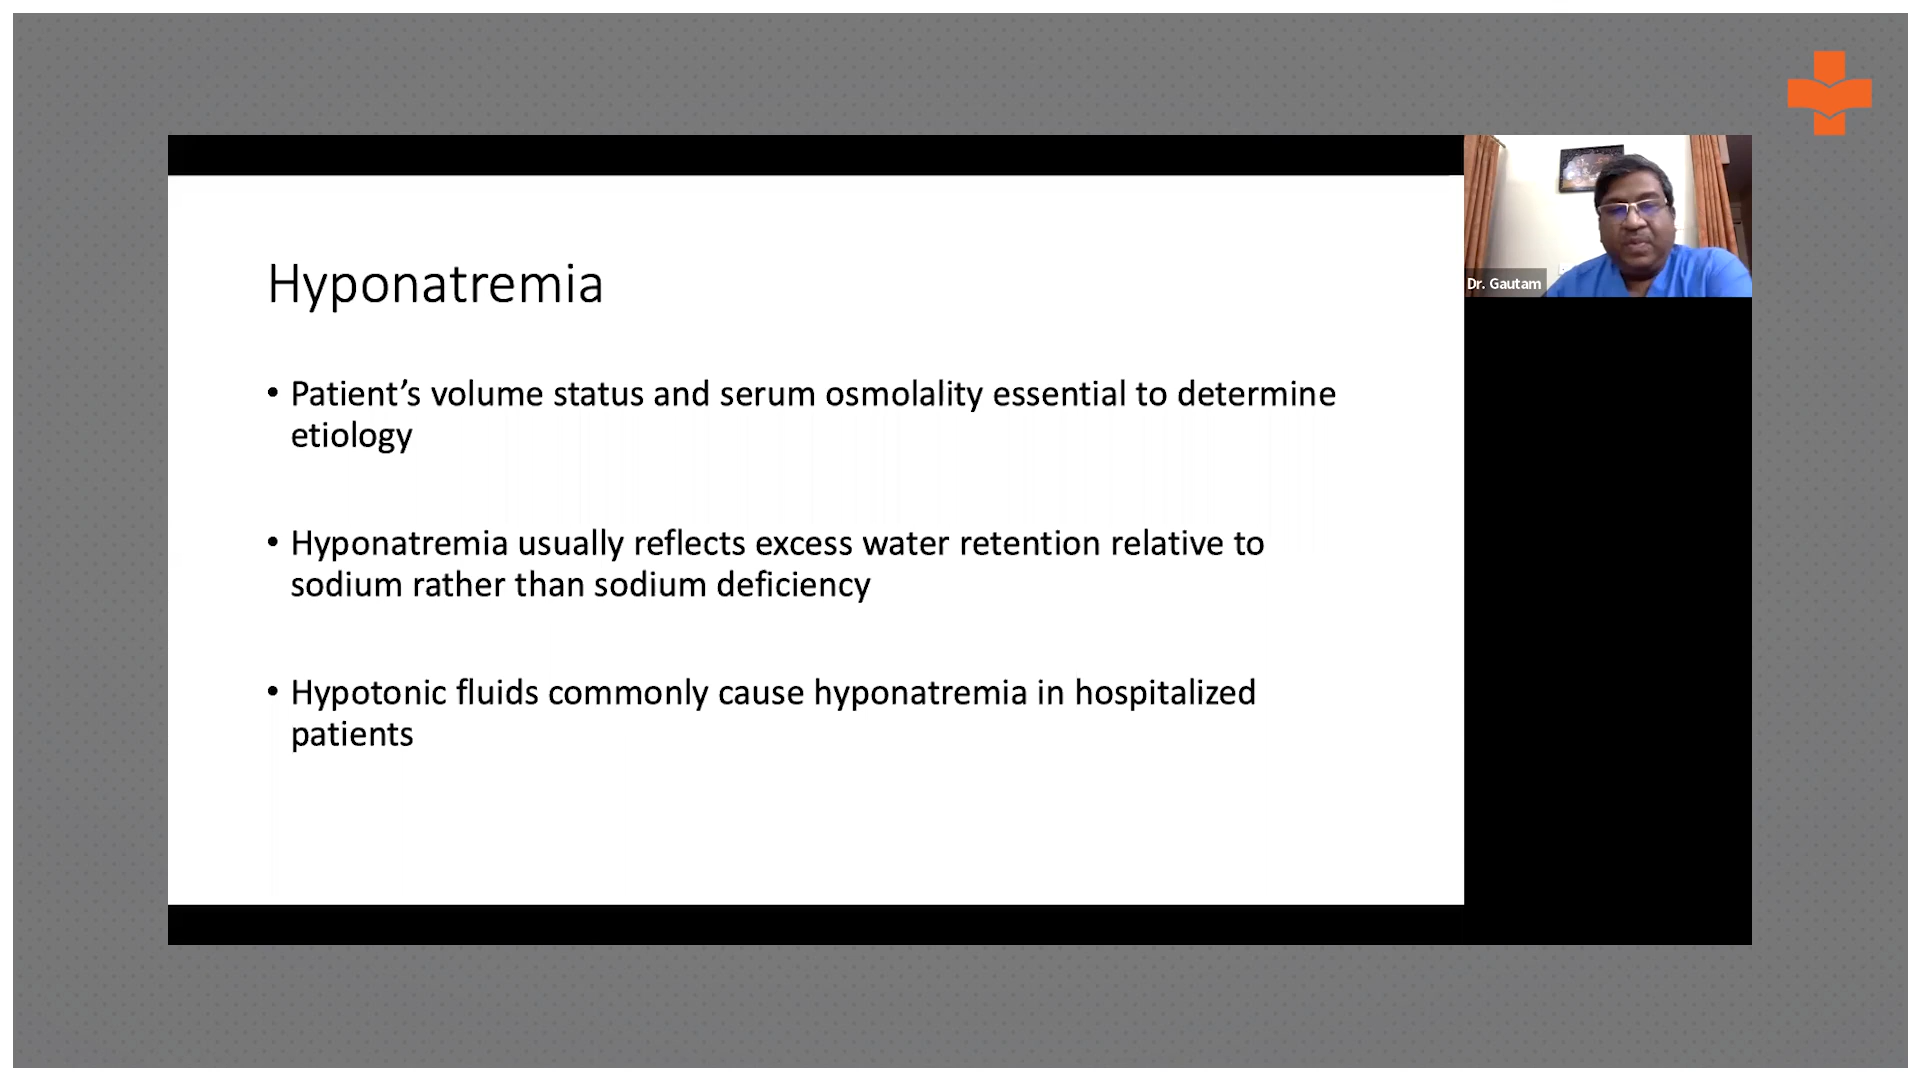 Hyponatremia
• Patient’s volume status and serum osmolality essential to determine
etiology
• Hyponatremia usually reflects excess water retention relative to
sodium rather than sodium deficiency
• Hypotonic fluids commonly cause hyponatremia in hospitalized
patients
Dr. Gautam